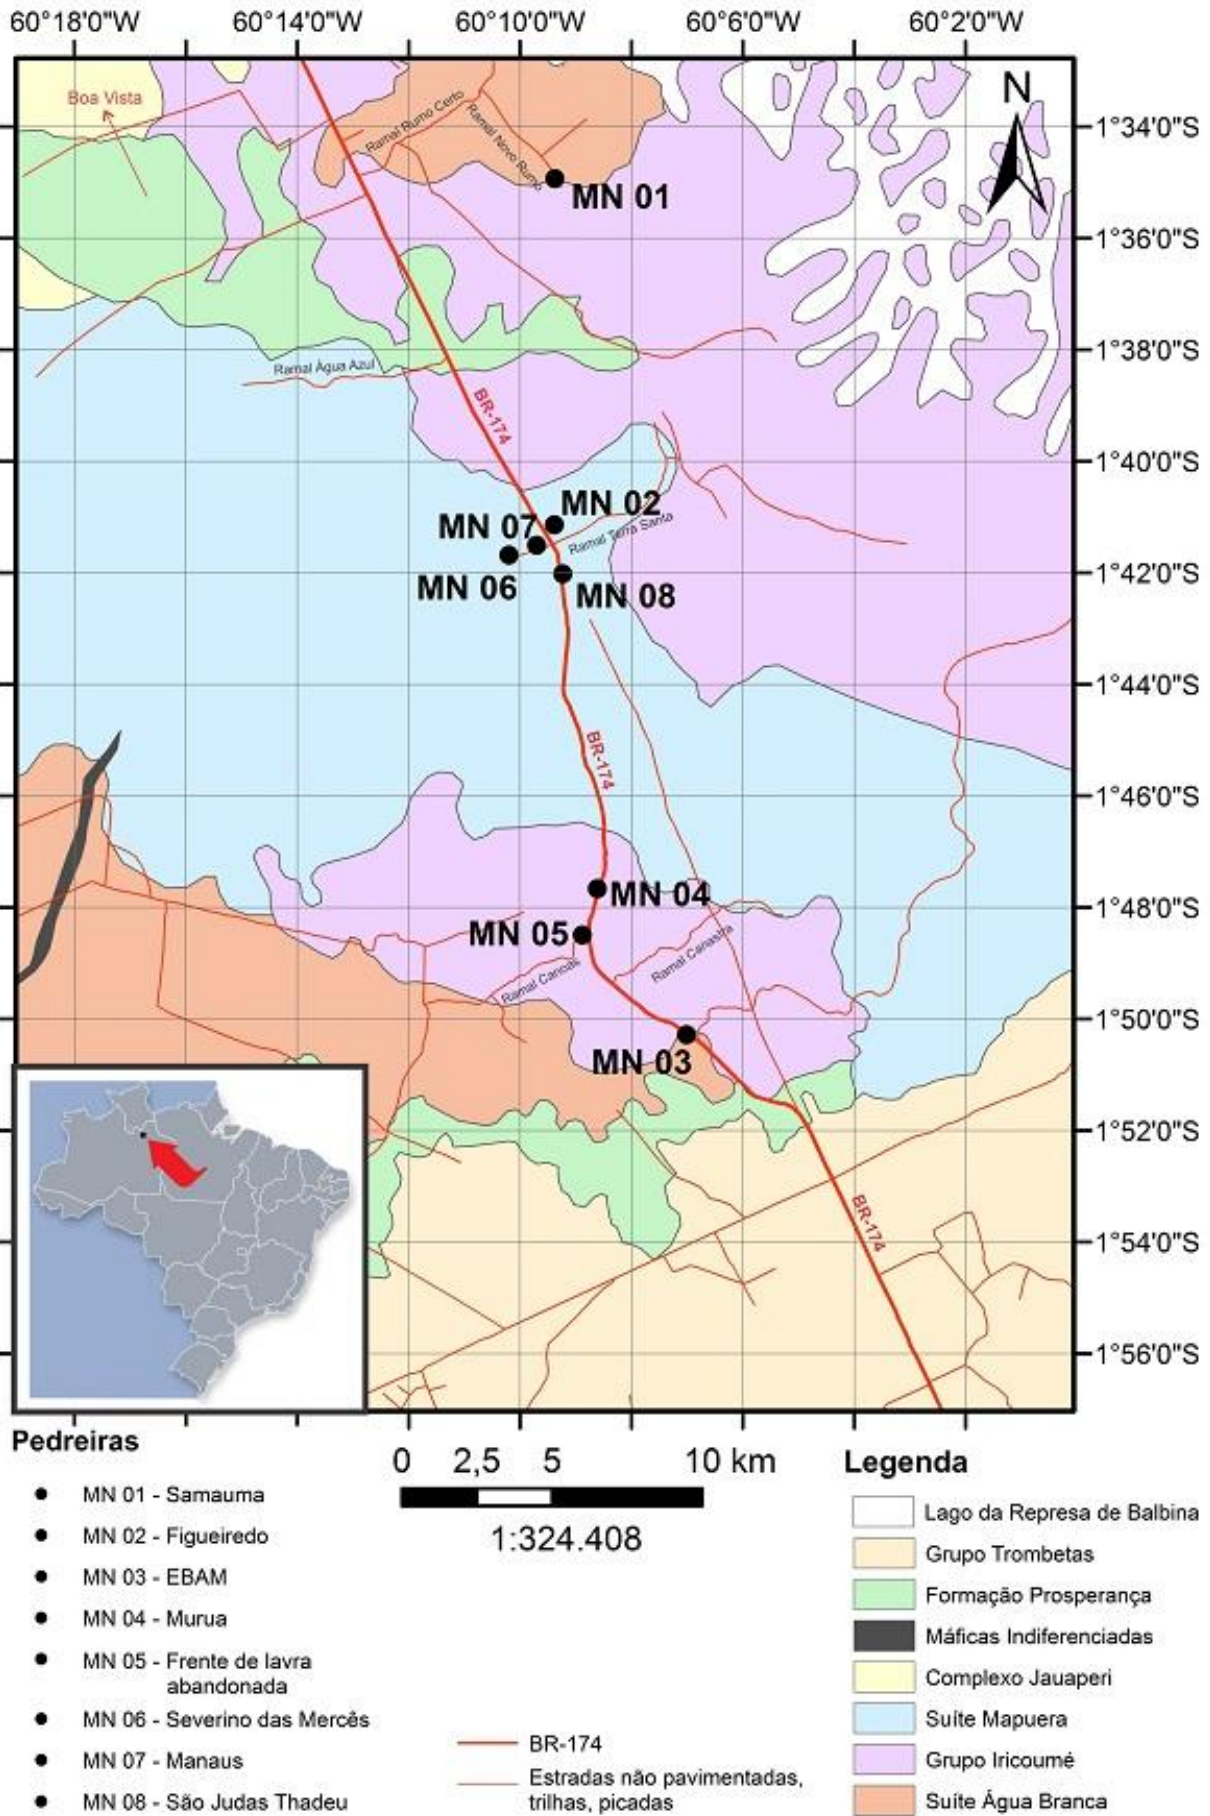 60°18'0"W 60°14'0"W 60°10'0"W 60°6'0"W 60°2'0"W
Boa Vista
N
Ramal Rumo Certo
Ramal Novo Rumo
1°34'0"S
MN 01
1°36'0"S
1°38'0"S
Ramal Água Azul
BR-174
1°40'0"S
MN 02
MN 07
Ramal Terra Santa
MN 06
1°42'0"S
MN 08
1°44'0"S
BR-174
1°46'0"S
MN 04
1°48'0"S
MN 05
Ramal Canastra
Ramal Canoas
1°50'0"S
MN 03
1°52'0"S
BR-174
1°54'0"S
1°56'0"S
Pedreiras
MN 01 - Samauma
MN 02 - Figueiredo
MN 03 - EBAM
MN 04 - Murua
MN 05 - Frente de lavra
abandonada
MN 06 - Severino das Mercês
MN 07 - Manaus
MN 08 - São Judas Thadeu
0 2,5 5 10 km
1:324.408
BR-174
Estradas não pavimentadas,
trilhas, picadas
Legenda
Lago da Represa de Balbina
Grupo Trombetas
Formação Prosperança
Máficas Indiferenciadas
Complexo Jauaperi
Suíte Mapuera
Grupo Iricoumé
Suíte Água Branca